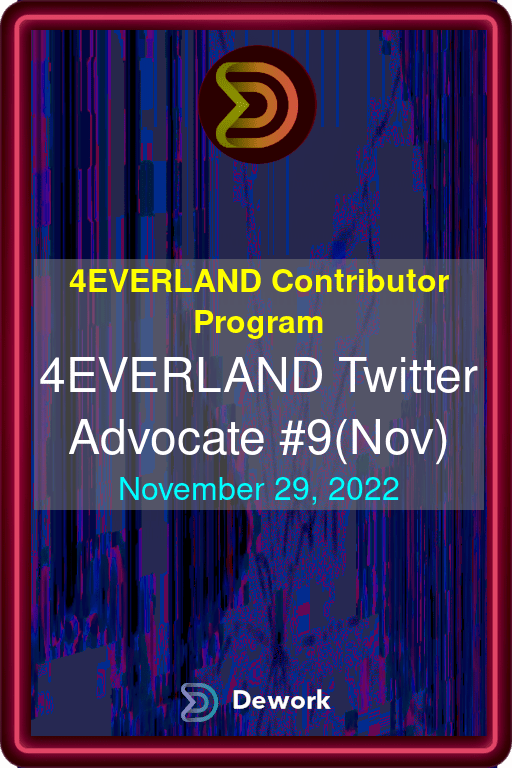 4EVERLAND Contributor
Program
4EVERLAND Twitter
Advocate #9(Nov)
November 29, 2022
Dework